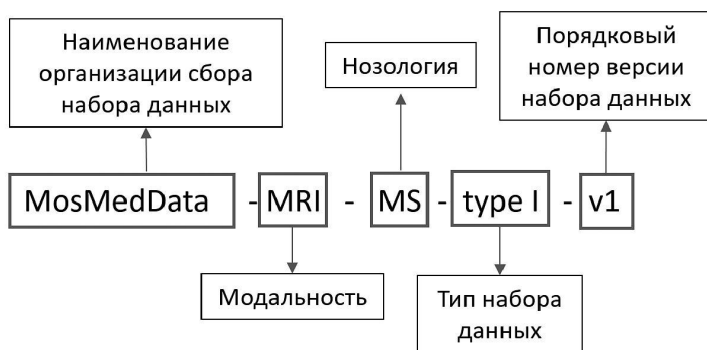 Наименование
организации сбора
набора данных
Нозология
Порядковый
номер версии
набора данных
MosMedData - MRI - MS - type I - v1
Модальность
Тип набора
данных